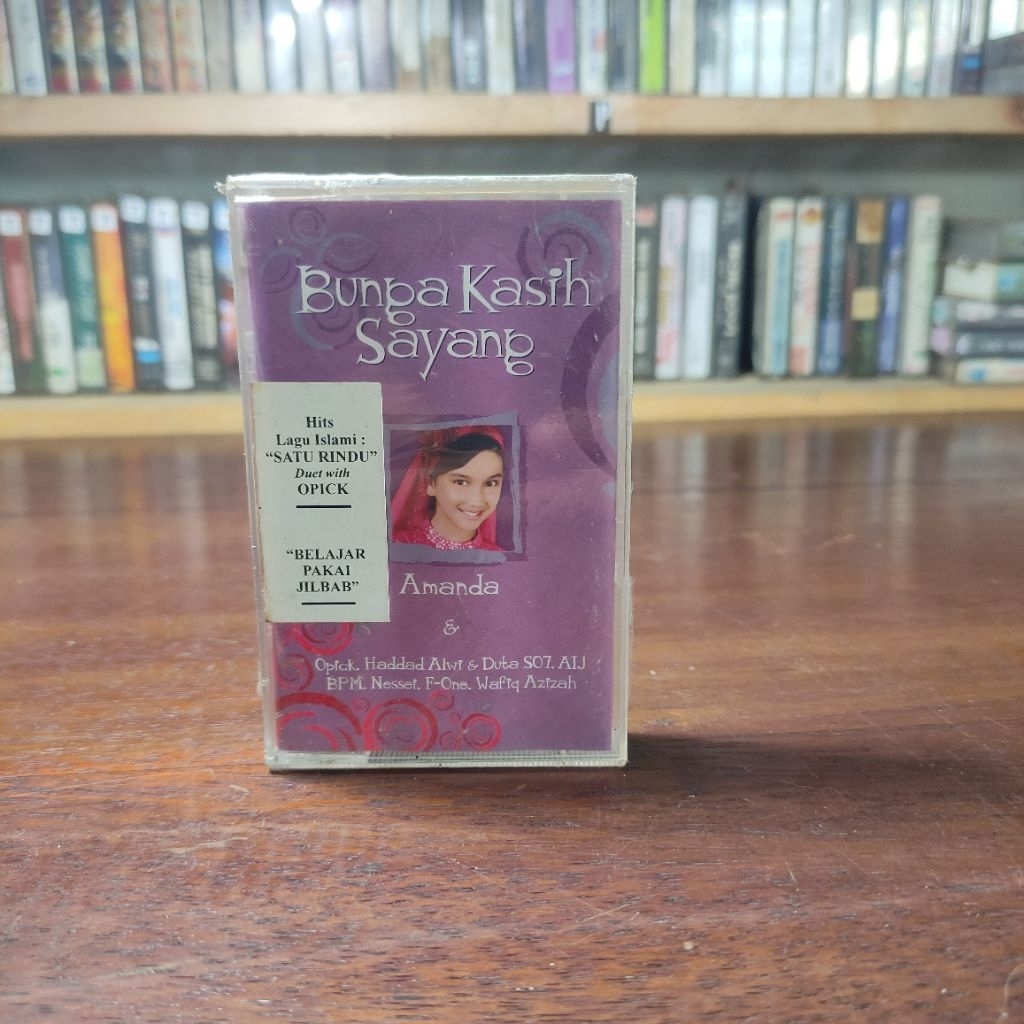 Bunga Kasih
Sayang
Hits
Lagu Islami :
“SATU RINDU”
Duet with
OPICK
“BELAJAR
PAKAI
JILBAB”
Amanda
&
Opick. Haddad Alwi & Duta SO7. AIJ
BPM. Nessei. F-One. Wafiq Azizah